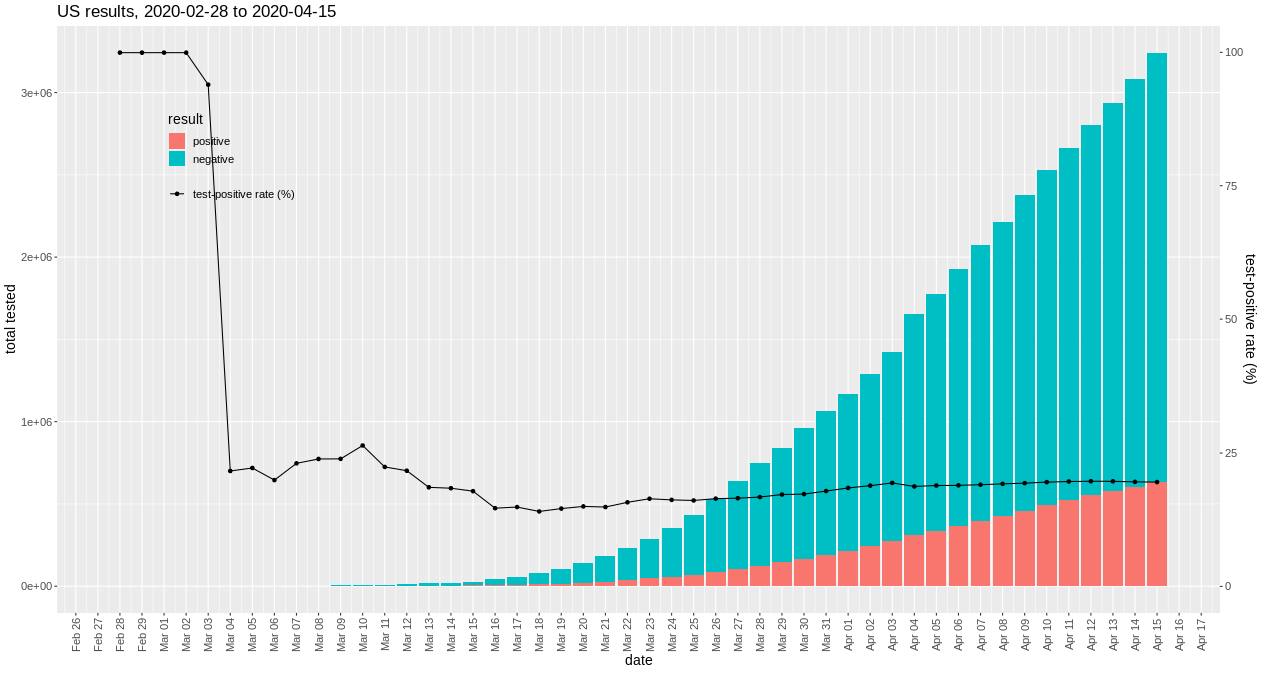 US results, 2020-02-28 to 2020-04-15
total tested
3e+06
2e+06
1e+06
0e+00
result
positive
negative
test-positive rate (%)
100
75
50
25
0
test-positive rate (%)
Feb 26
Feb 27
Feb 28
Feb 29
Mar 01
Mar 02
Mar 03
Mar 04
Mar 05
Mar 06
Mar 07
Mar 08
Mar 09
Mar 10
Mar 11
Mar 12
Mar 13
Mar 14
Mar 15
Mar 16
Mar 17
Mar 18
Mar 19
Mar 20
Mar 21
Mar 22
Mar 23
Mar 24
Mar 25
Mar 26
Mar 27
Mar 28
Mar 29
Mar 30
Mar 31
Apr 01
Apr 02
Apr 03
Apr 04
Apr 05
Apr 06
Apr 07
Apr 08
Apr 09
Apr 10
Apr 11
Apr 12
Apr 13
Apr 14
Apr 15
Apr 16
Apr 17
date